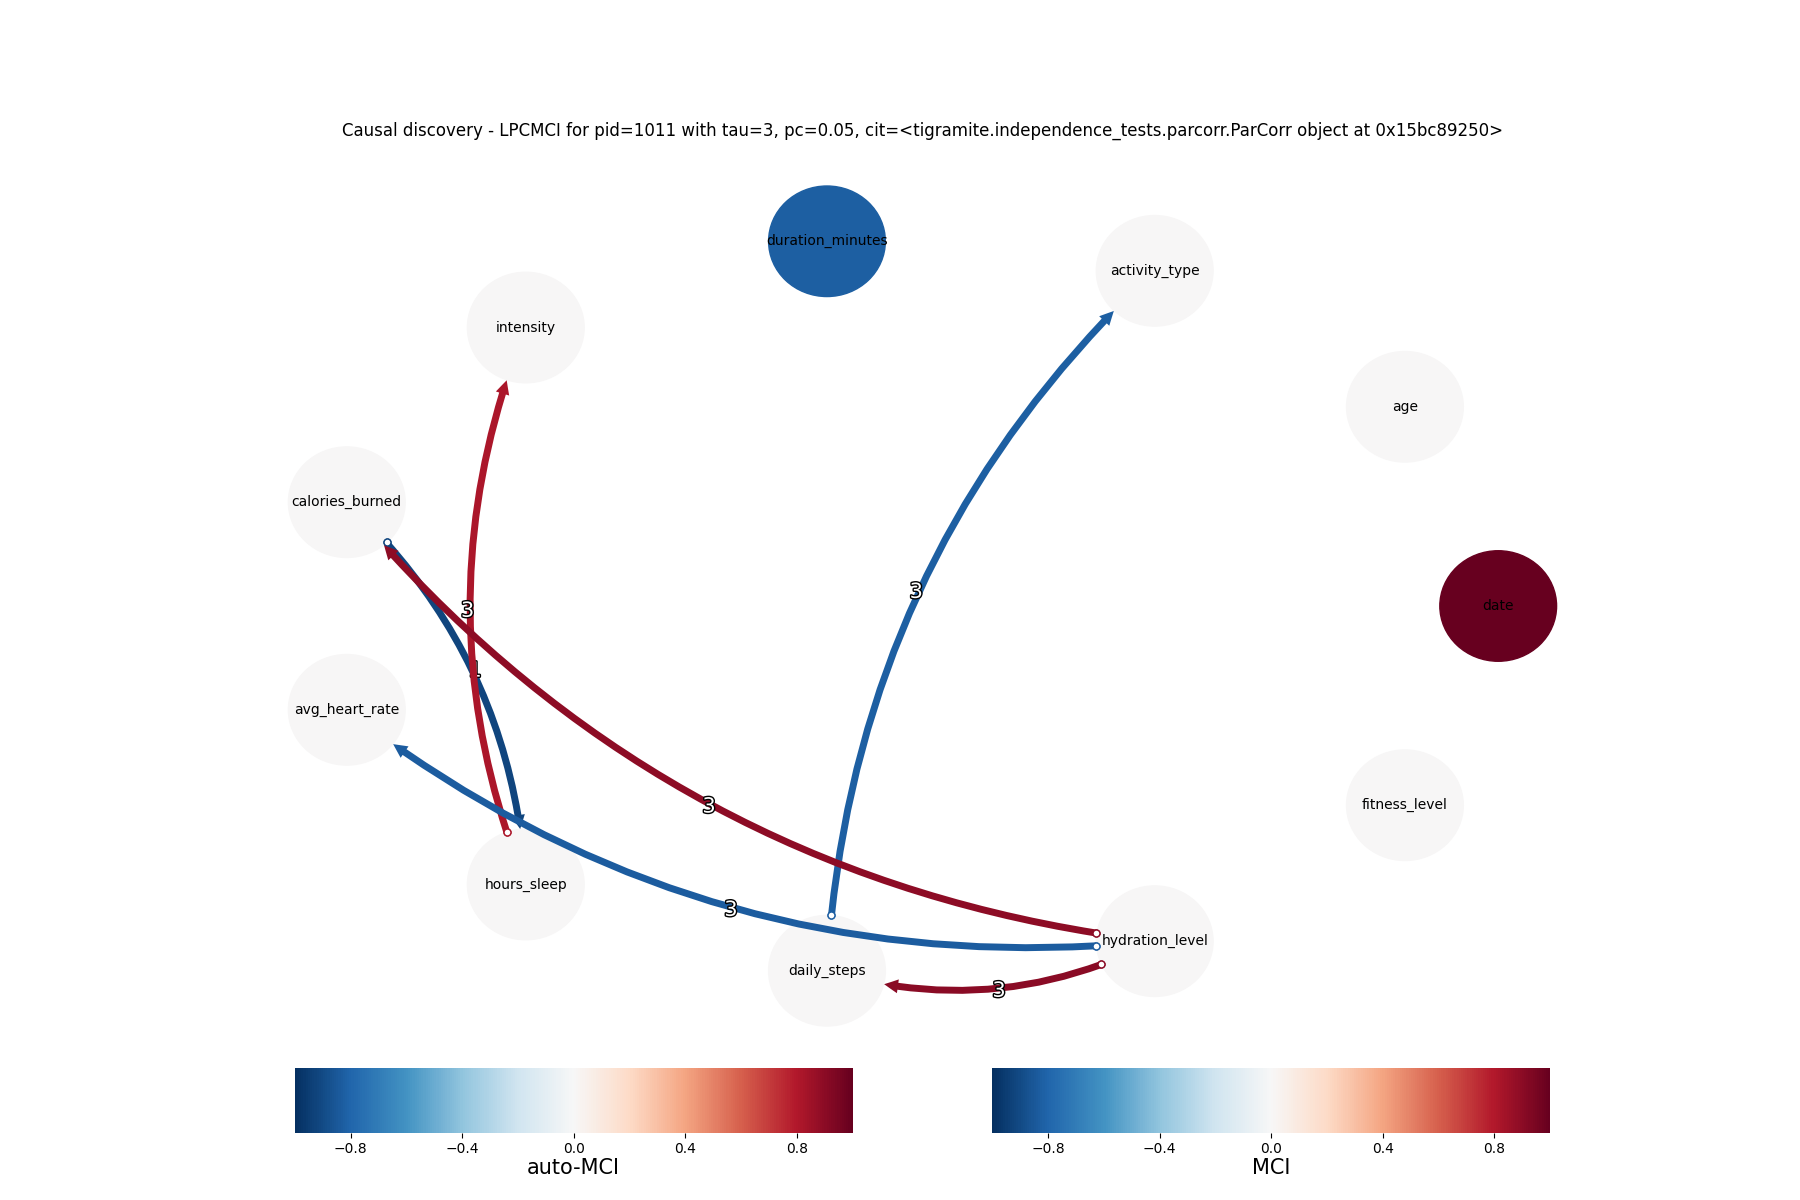 Causal discovery - LPCMCI for pid=1011 with tau=3, pc=0.05, cit=<tigramite.independence_tests.parcorr.ParCorr object at 0x15bc89250>
duration_minutes
activity_type
intensity
age
calories_burned
3
date
3
avg_heart_rate
3
fitness_level
hours_sleep
3
hydration_level
daily_steps
3
−0.8 −0.4 0.0 0.4 0.8
auto-MCI
−0.8 −0.4 0.0 0.4 0.8
MCI